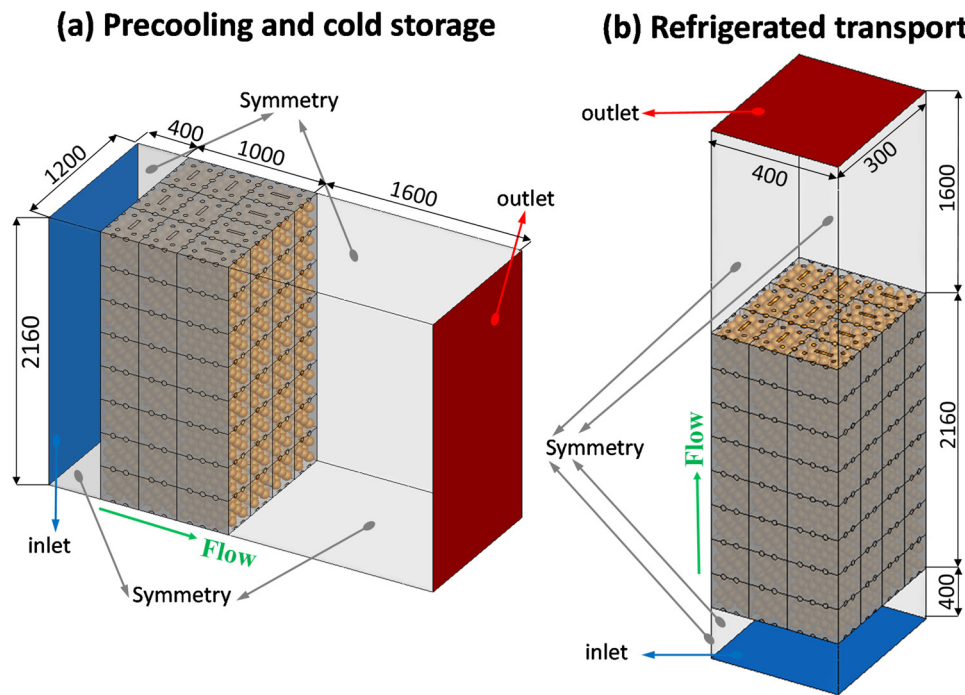 (a) Precooling and cold storage
Symmetry
400
1000
1200
1600
outlet
2160
inlet
Flow
Symmetry
(b) Refrigerated transport
outlet
400
300
1600
Symmetry
Flow
2160
400
inlet